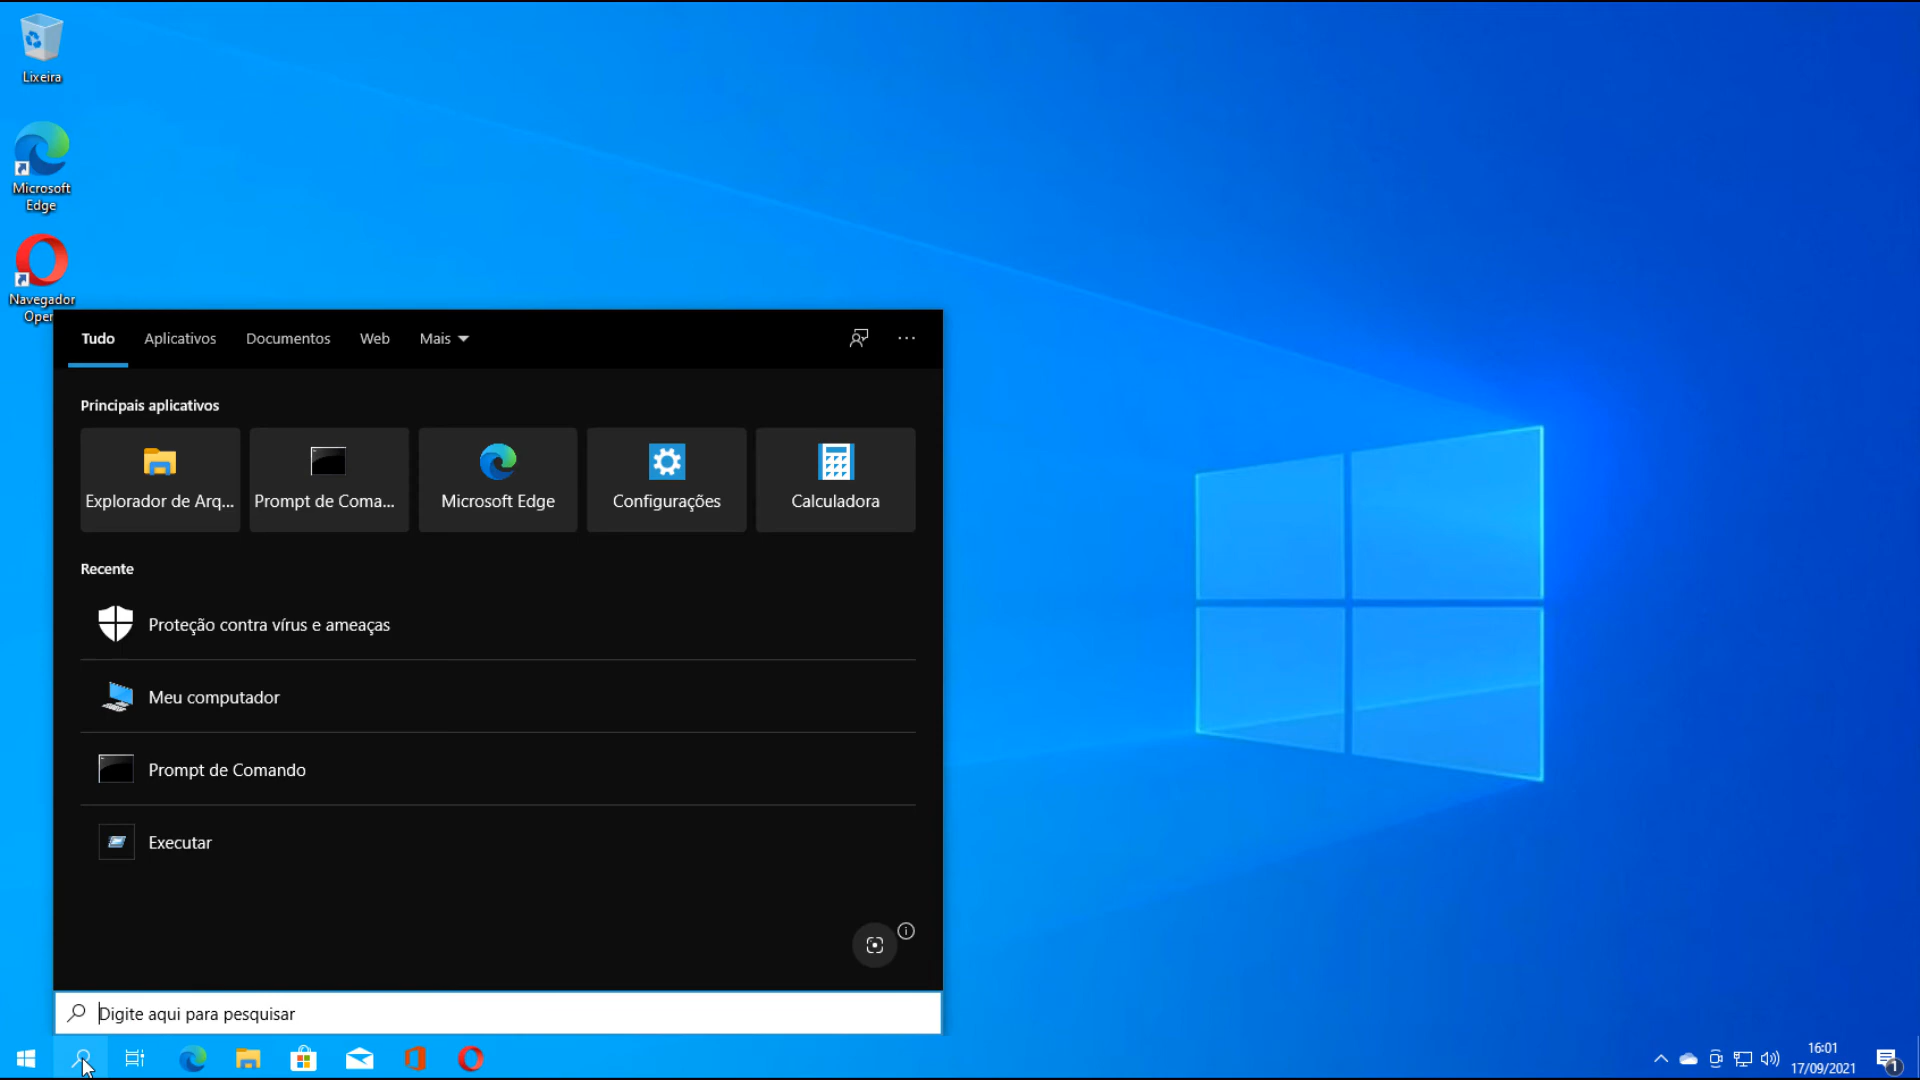 Lixeira
Microsoft
Edge
Navegador
Oper
Tudo
Aplicativos
Documentos
Web
Mais
Principais aplicativos
Explorador de Arq...
Prompt de Coma...
Microsoft Edge
Configurações
Calculadora
Recente
Proteção contra vírus e ameaças
Meu computador
Prompt de Comando
Executar
Digite aqui para pesquisar
16:01
17/09/2021
1